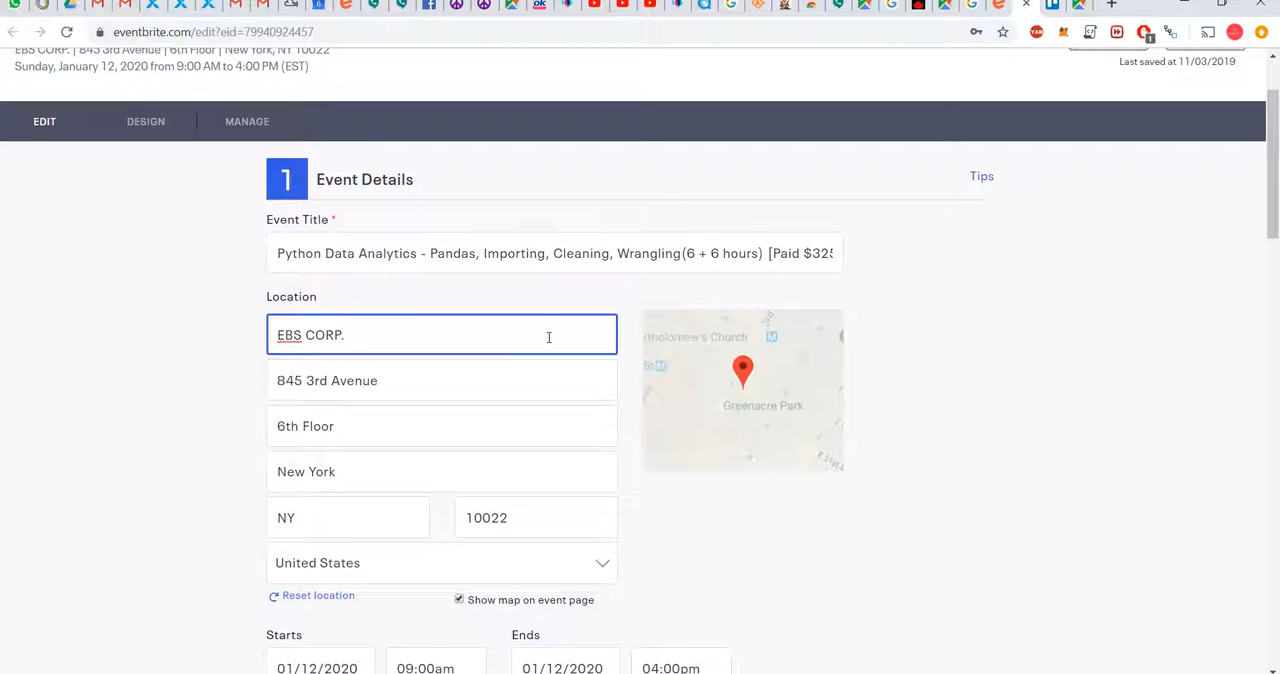 eventbrite.com/edit?eid=79940924457
EBS CORP. | 845 3rd Avenue | 6th Floor | New York, NY 10022
Sunday, January 12, 2020 from 9:00 AM to 4:00 PM (EST)
Last saved at 11/03/2019
EDIT DESIGN MANAGE
1 Event Details Tips
Event Title *
Python Data Analytics - Pandas, Importing, Cleaning, Wrangling(6 + 6 hours) [Paid $325
Location
EBS CORP.
845 3rd Avenue
6th Floor
New York
NY 10022
United States
Reset location Show map on event page
tholomew's Church
Greenacre Park
Starts Ends
01/12/2020 09:00am 01/12/2020 04:00pm